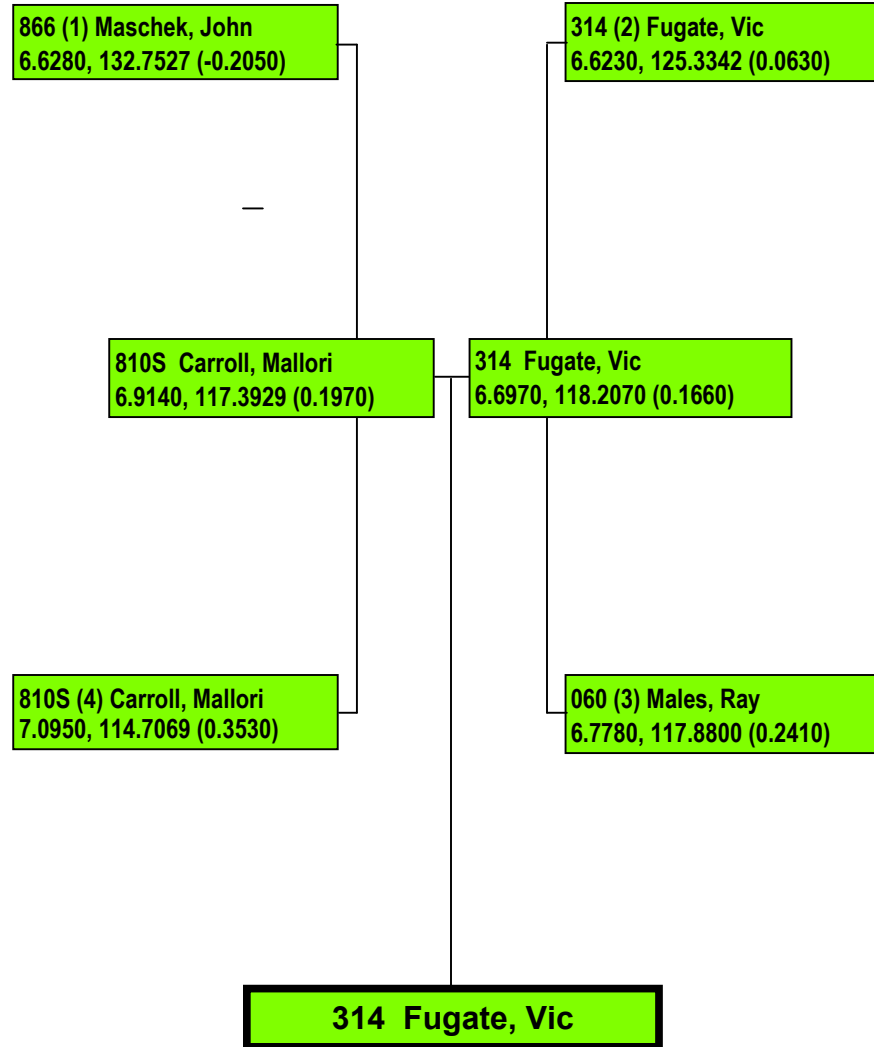 866 (1) Maschek, John
6.6280, 132.7527 (-0.2050)
314 (2) Fugate, Vic
6.6230, 125.3342 (0.0630)
810S Carroll, Mallori
6.9140, 117.3929 (0.1970)
314 Fugate, Vic
6.6970, 118.2070 (0.1660)
810S (4) Carroll, Mallori
7.0950, 114.7069 (0.3530)
060 (3) Males, Ray
6.7780, 117.8800 (0.2410)
314 Fugate, Vic